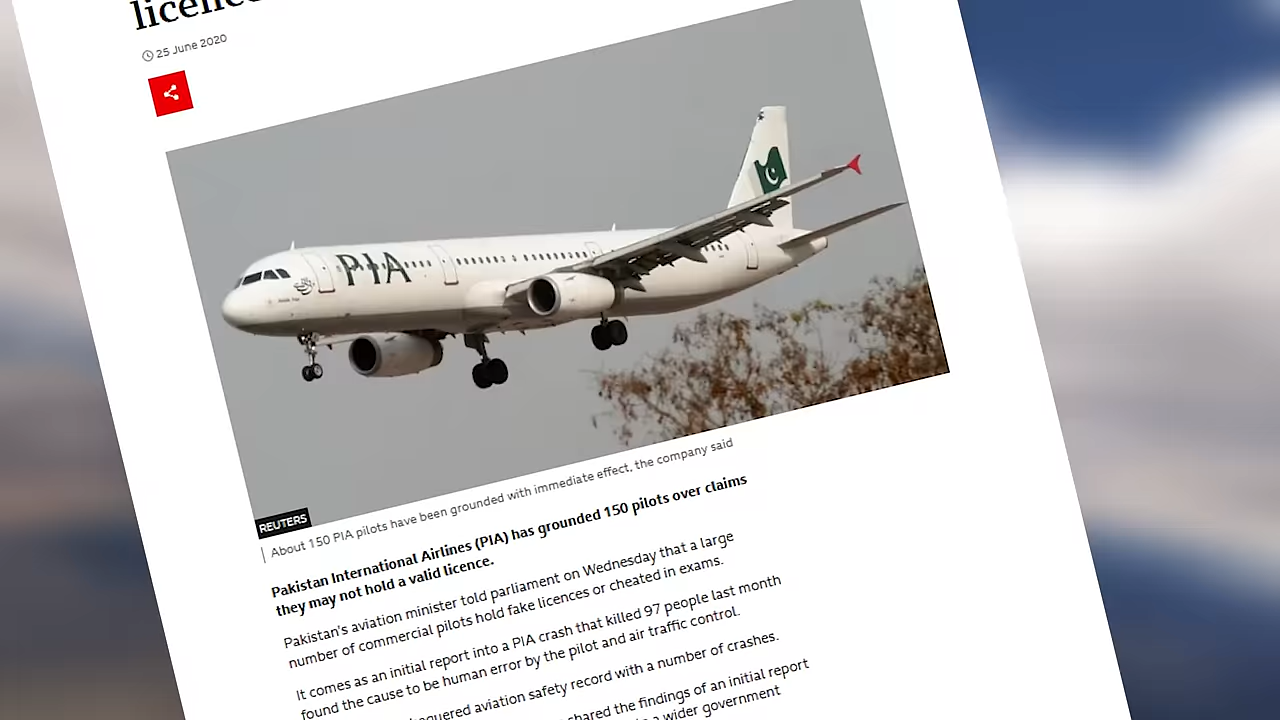 25 June 2020
PIA
REUTERS
About 150 PIA pilots have been grounded with immediate effect, the company said
Pakistan International Airlines (PIA) has grounded 150 pilots over claims
they may not hold a valid licence.
Pakistan's aviation minister told parliament on Wednesday that a large
number of commercial pilots hold fake licences or cheated in exams.
It comes as an initial report into a PIA crash that killed 97 people last month
found the cause to be human error by the pilot and air traffic control.
aviation safety record with a number of crashes.
shared the findings of an initial report
a wider government